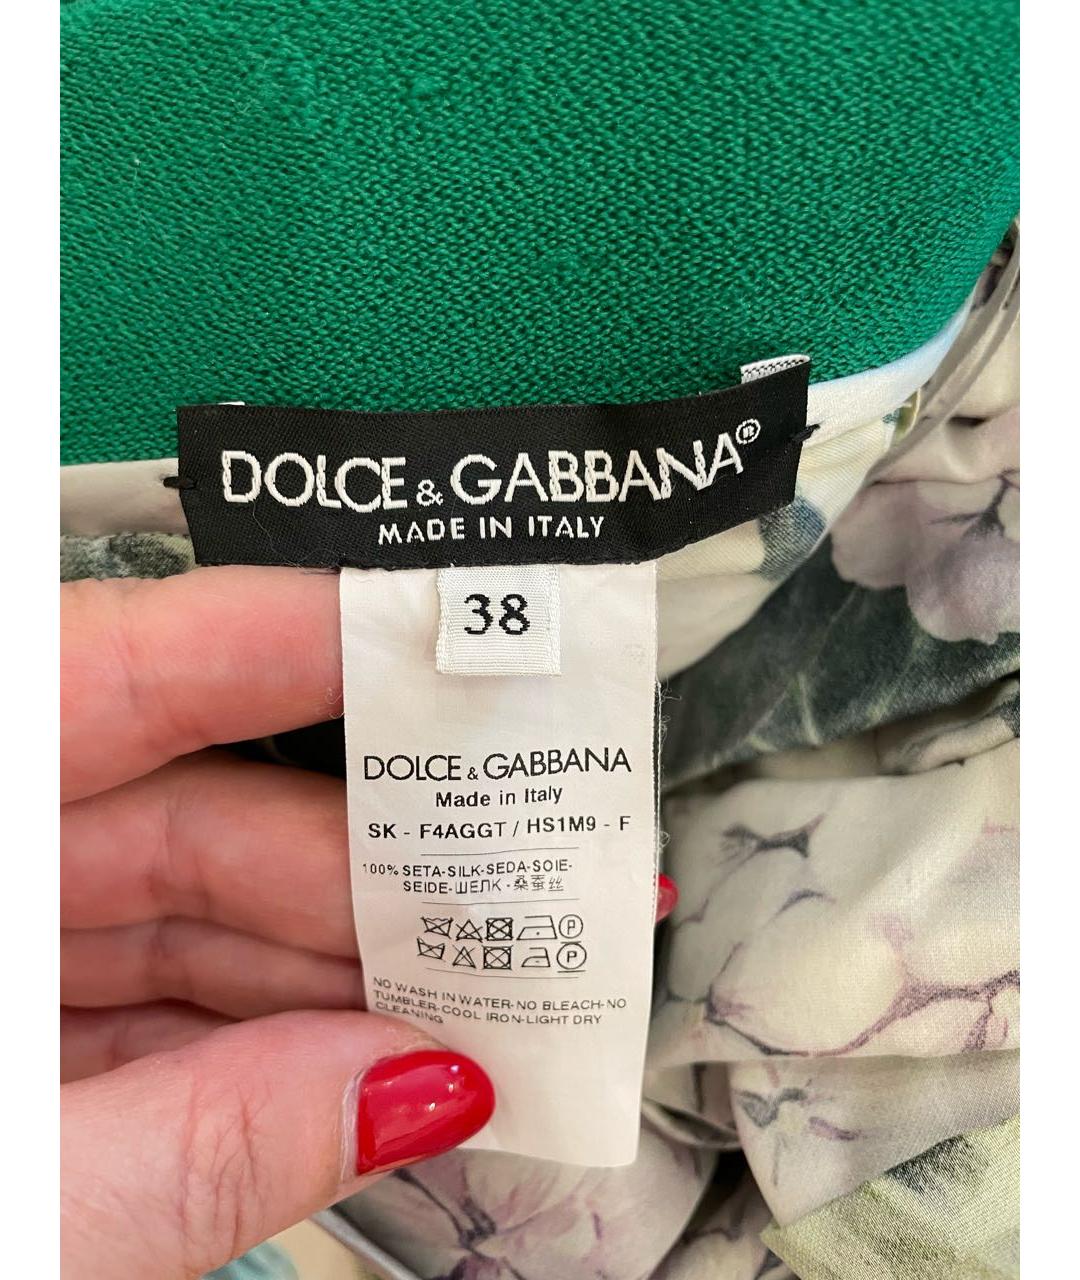 DOLCE & GABBANA®
MADE IN ITALY
38
DOLCE & GABBANA
Made in Italy
SK - F4AGGT / HS1M9 - F
100% SETA-SILK-SEDA-SOIE-
SEIDE-ШЕЛК-桑蚕丝
P
P
NO WASH IN WATER-NO BLEACH-NO
TUMBLER-COOL IRON-LIGHT DRY
CLEANING